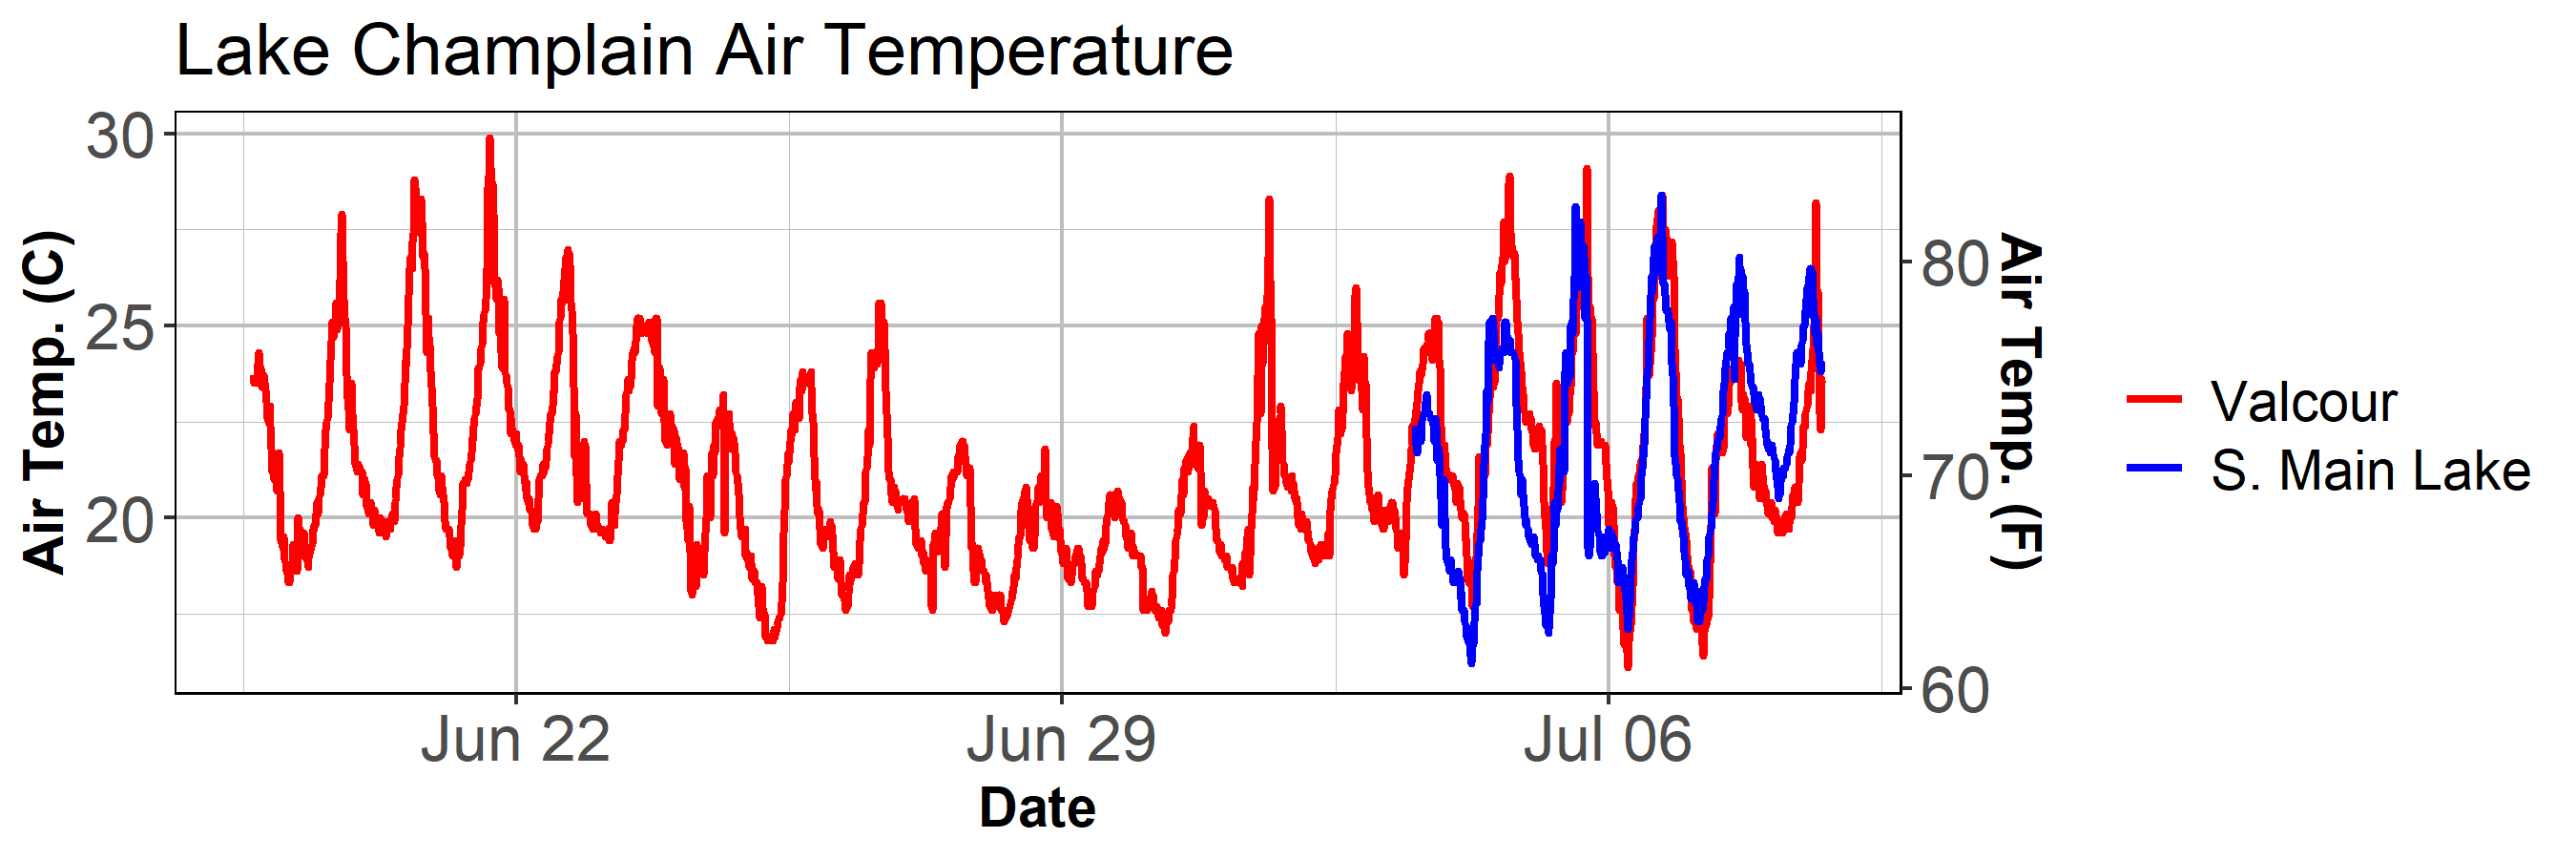 Lake Champlain Air Temperature
30
25
20
Air Temp. (C)
80
70
60
Air Temp. (F)
Jun 22
Jun 29
Jul 06
Date
Valcour
S. Main Lake